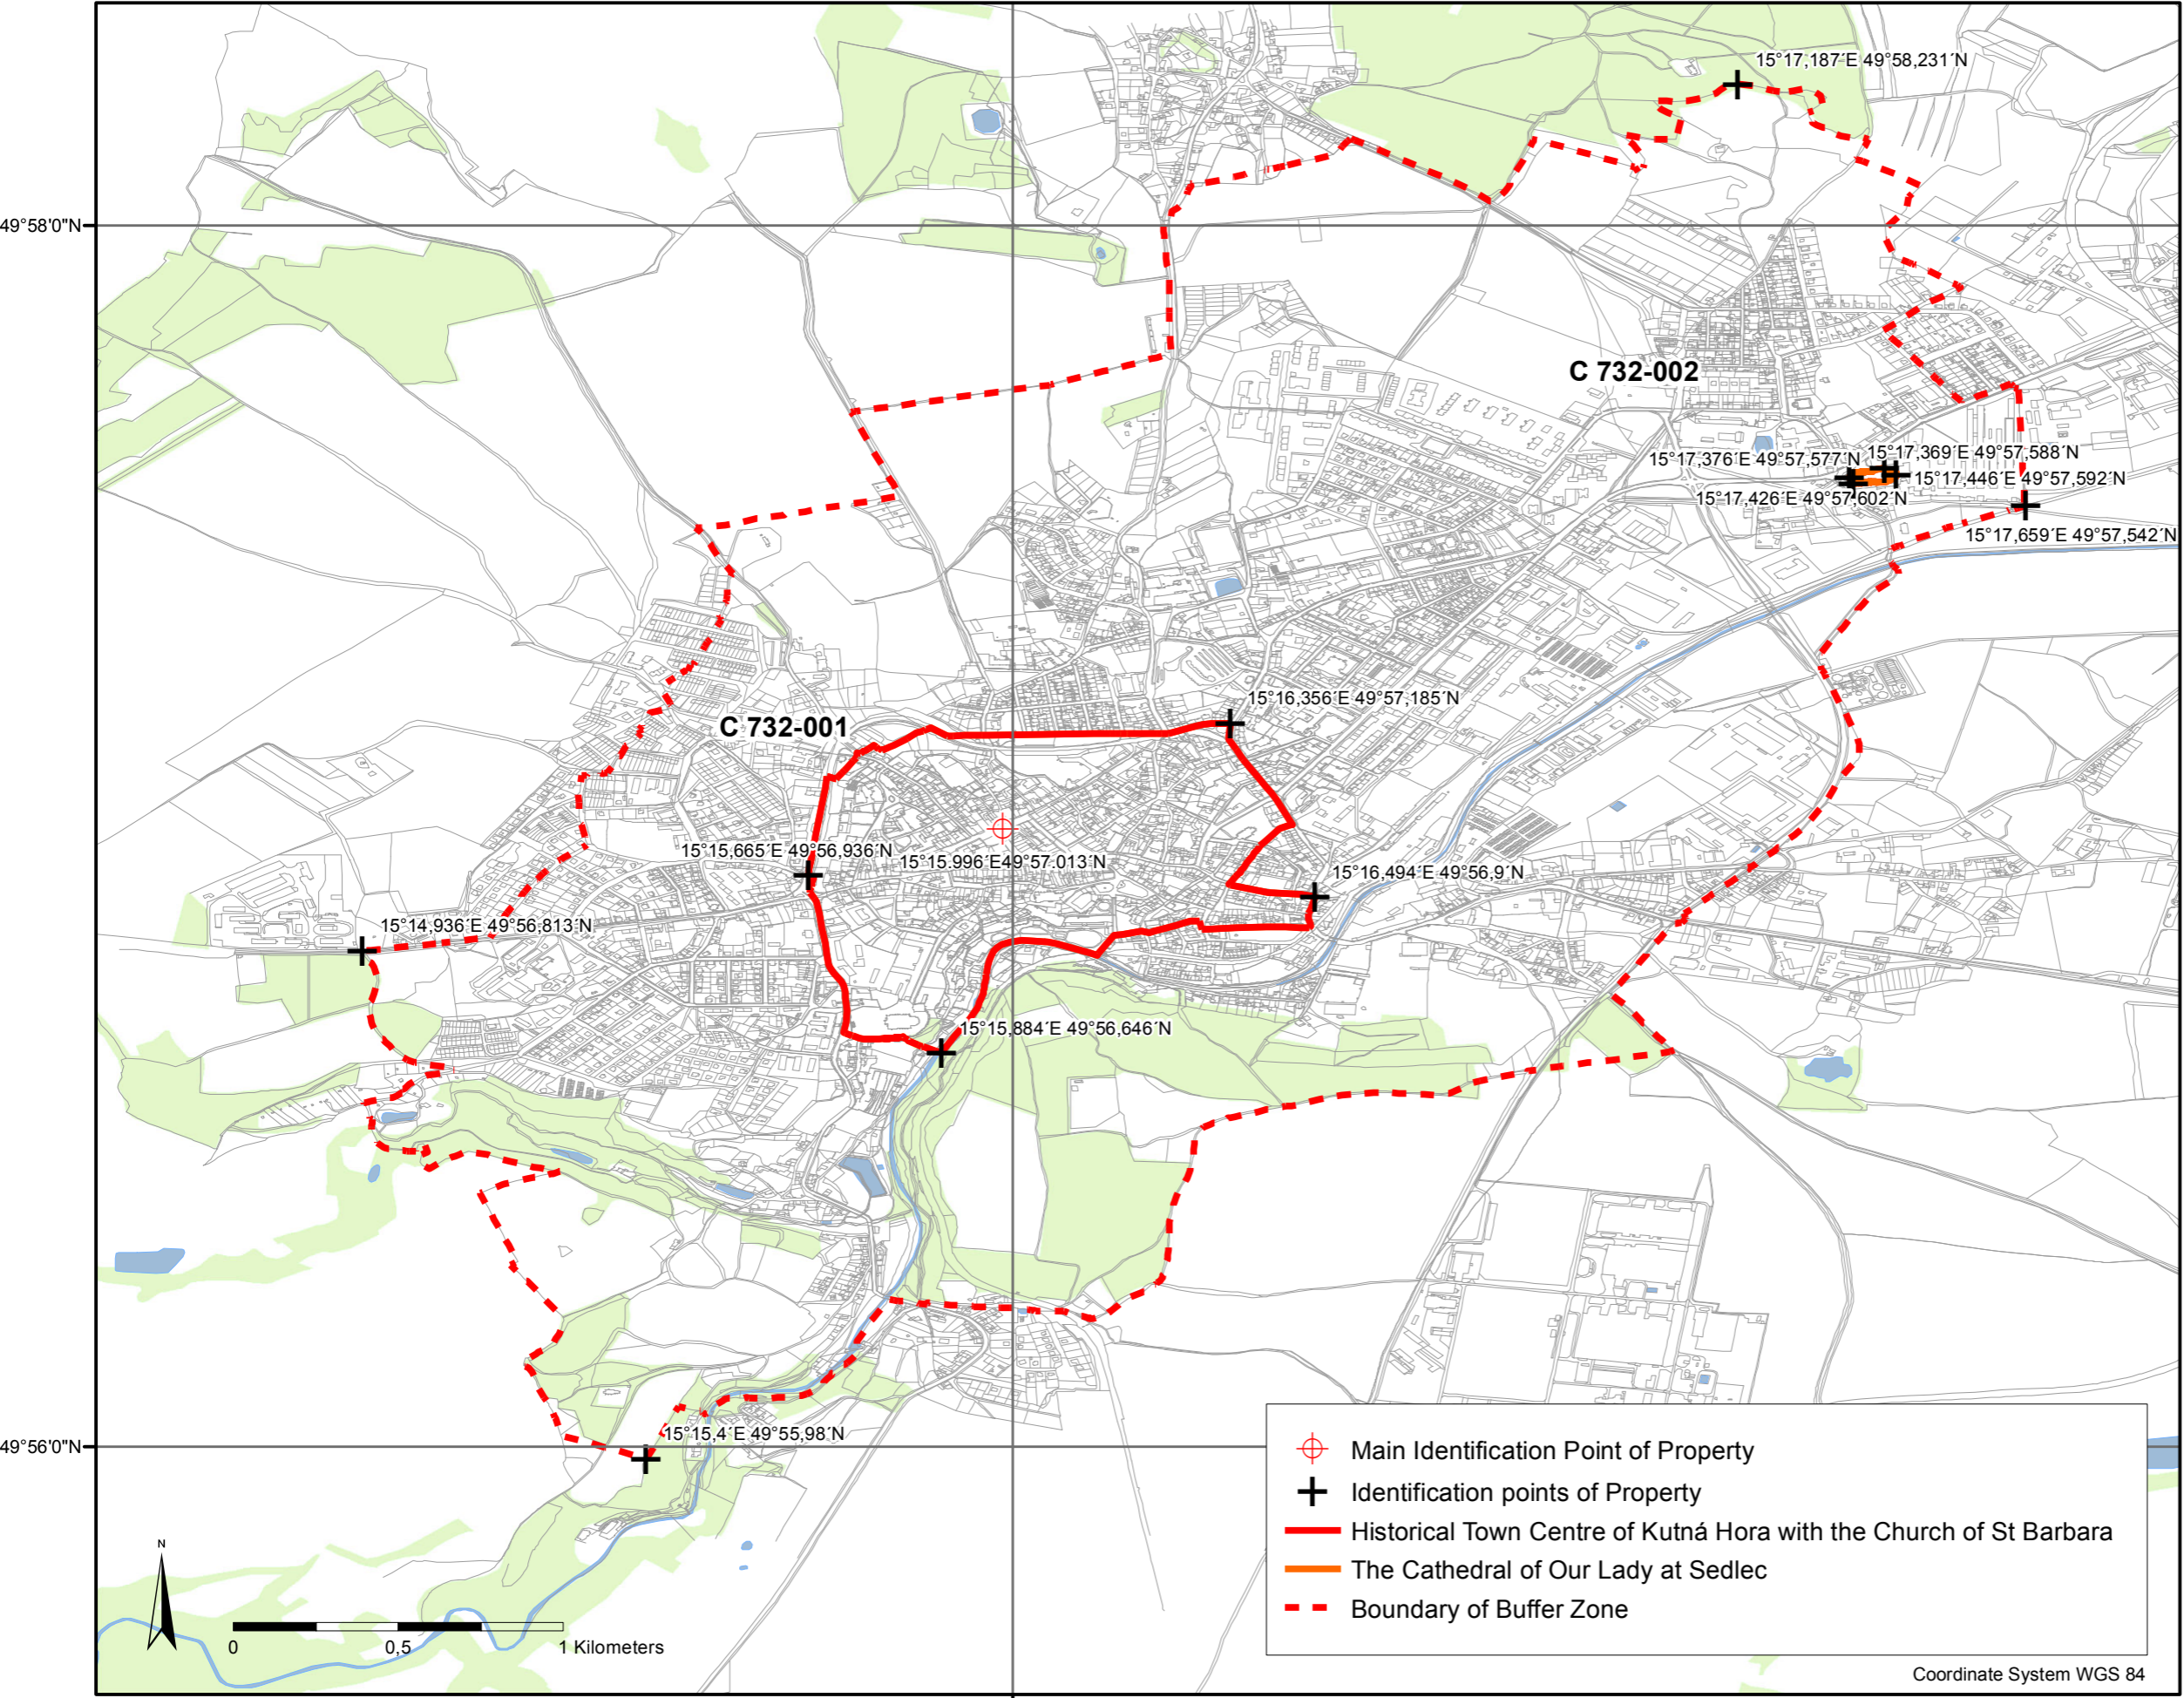 15°17,187´E 49°58,231´N
49°58'0"N
C 732-002
15°17,376´E 49°57,577´N
15°17,369´E 49°57,588´N
15°17,446´E 49°57,592´N
15°17,426´E 49°57,602´N
15°17,659´E 49°57,542´N
15°16,356´E 49°57,185´N
C 732-001
15°15,665´E 49°56,936´N
15°15.996´E49°57.013´N
15°16,494´E 49°56,9´N
15°14,936´E 49°56,813´N
15°15,884´E 49°56,646´N
15°15,4´E 49°55,98´N
49°56'0"N
Main Identification Point of Property
Identification points of Property
Historical Town Centre of Kutná Hora with the Church of St Barbara
The Cathedral of Our Lady at Sedlec
Boundary of Buffer Zone
N
0 0,5 1 Kilometers
Coordinate System WGS 84